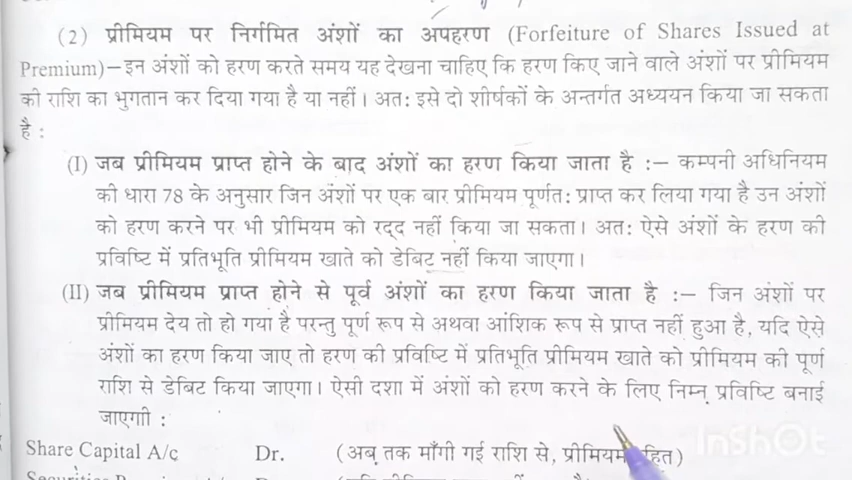 (2) प्रीमियम पर निर्गमित अंशों का अपहरण (Forfeiture of Shares Issued at
Premium)–इन अंशों को हरण करते समय यह देखना चाहिए कि हरण किए जाने वाले अंशों पर प्रीमियम
की राशि का भुगतान कर दिया गया है या नहीं। अतः इसे दो शीर्षकों के अन्तर्गत अध्ययन किया जा सकता
है :
(I) जब प्रीमियम प्राप्त होने के बाद अंशों का हरण किया जाता है :– कम्पनी अधिनियम
की धारा 78 के अनुसार जिन अंशों पर एक बार प्रीमियम पूर्णतः प्राप्त कर लिया गया है उन अंशों
को हरण करने पर भी प्रीमियम को रद्द नहीं किया जा सकता। अतः ऐसे अंशों के हरण की
प्रविष्टि में प्रतिभूति प्रीमियम खाते को डेबिट नहीं किया जाएगा।
(II) जब प्रीमियम प्राप्त होने से पूर्व अंशों का हरण किया जाता है :– जिन अंशों पर
प्रीमियम देय तो हो गया है परन्तु पूर्ण रूप से अथवा आंशिक रूप से प्राप्त नहीं हुआ है, यदि ऐसे
अंशों का हरण किया जाए तो हरण की प्रविष्टि में प्रतिभूति प्रीमियम खाते को प्रीमियम की पूर्ण
राशि से डेबिट किया जाएगा। ऐसी दशा में अंशों को हरण करने के लिए निम्न प्रविष्टि बनाई
जाएगाी :
Share Capital A/c Dr. (अब तक माँगी गई राशि से, प्रीमियम हित)
InShOt